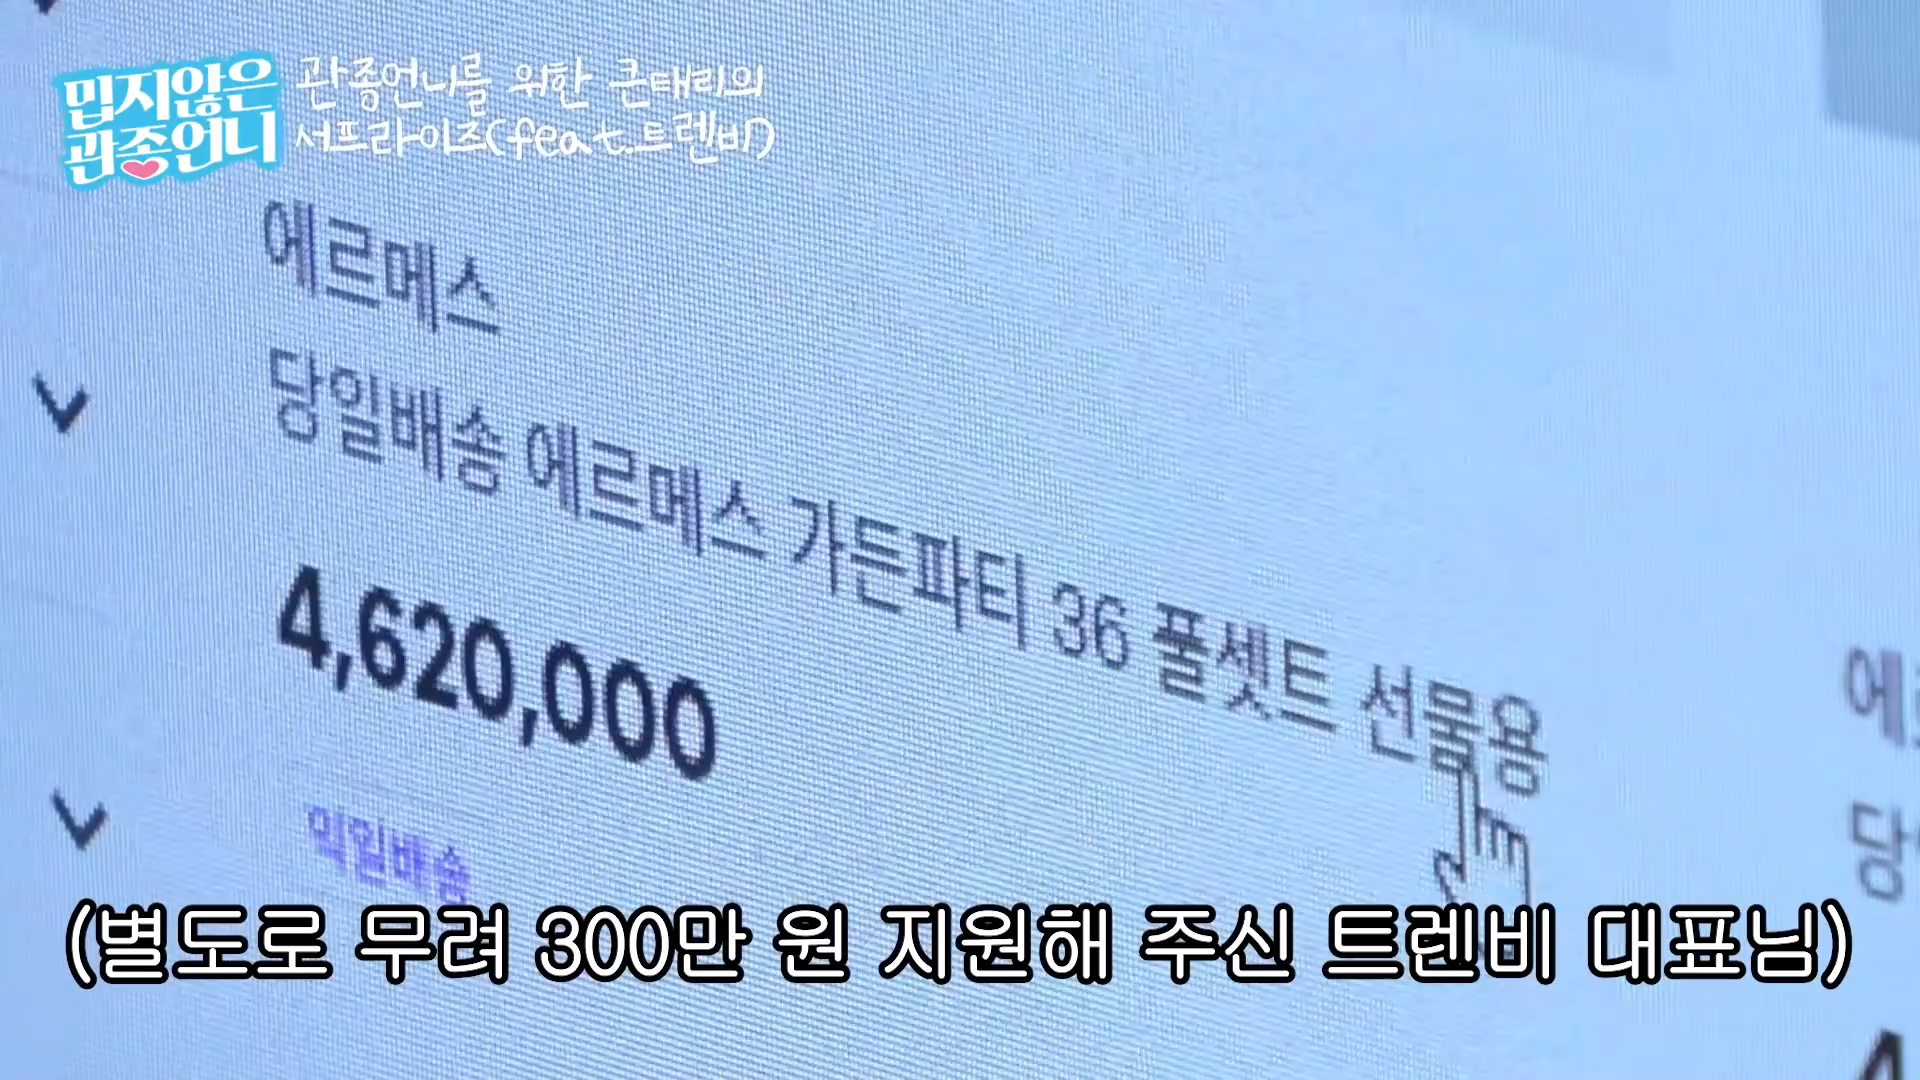 밉지않은
관종언니
관종언니를 위한 큰태리의
서프라이즈(feat.트렌비)
에르메스
당일배송 에르메스 가든파티 36 풀셋트 선물용
4,620,000
익일배송
(별도로 무려 300만 원 지원해 주신 트렌비 대표님)